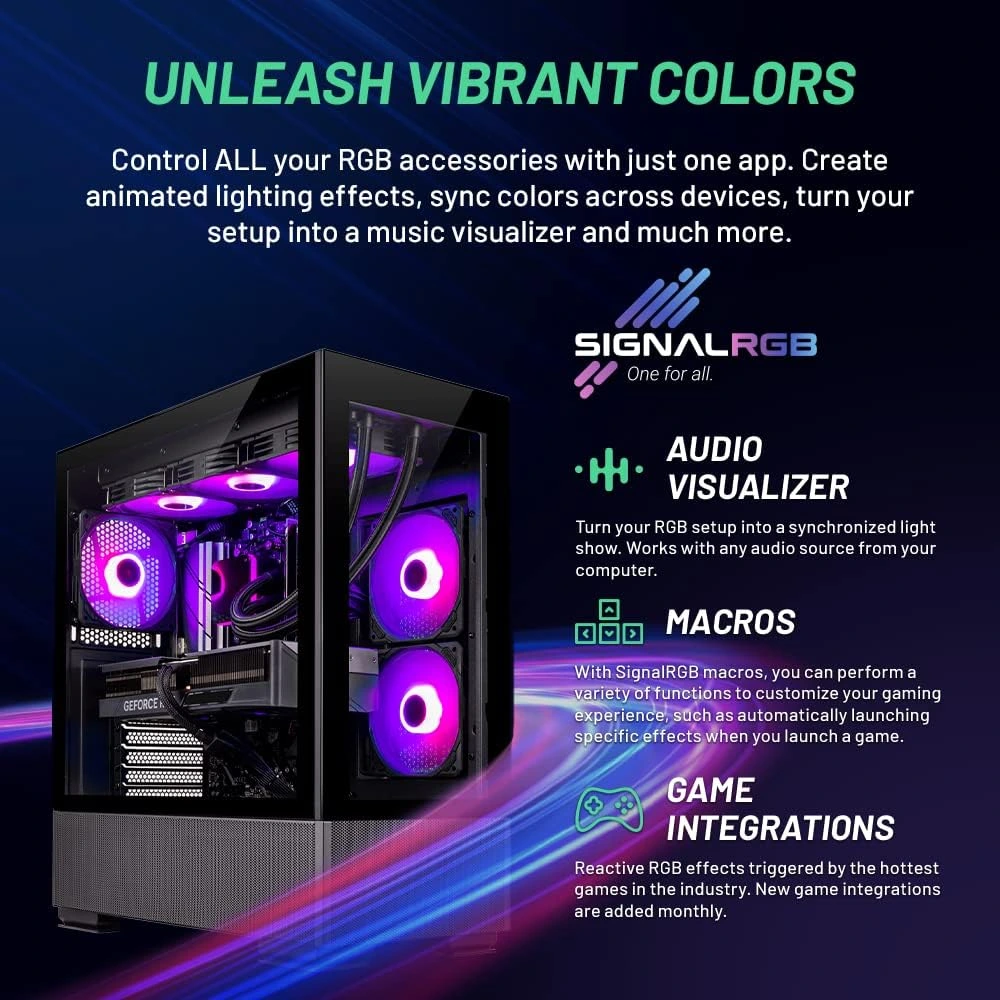 UNLEASH VIBRANT COLORS
Control ALL your RGB accessories with just one app. Create
animated lighting effects, sync colors across devices, turn your
setup into a music visualizer and much more.
SIGNALRGB
One for all.
AUDIO
VISUALIZER
Turn your RGB setup into a synchronized light
show. Works with any audio source from your
computer.
MACROS
With SignalRGB macros, you can perform a
variety of functions to customize your gaming
experience, such as automatically launching
specific effects when you launch a game.
GAME
INTEGRATIONS
Reactive RGB effects triggered by the hottest
games in the industry. New game integrations
are added monthly.
GEFORCE